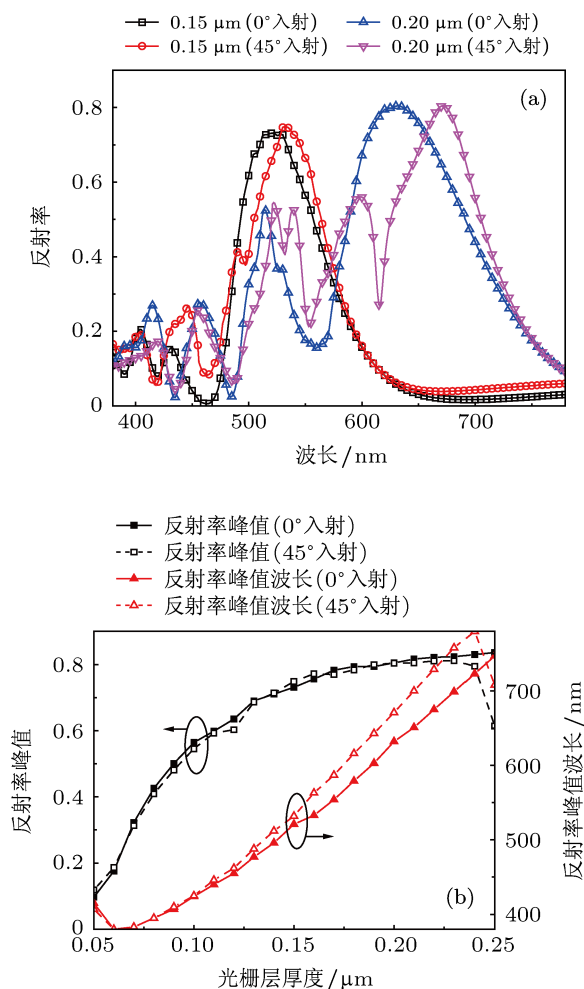 0.15 μm (0°入射) 0.20 μm (0°入射)
0.15 μm (45°入射) 0.20 μm (45°入射)
(a)
0.8
0.6
0.4
0.2
0
反射率
400 500 600 700
波长/nm
反射率峰值(0°入射)
反射率峰值(45°入射)
反射率峰值波长(0°入射)
反射率峰值波长(45°入射)
0.8
0.6
0.4
0.2
0
反射率峰值
700
620
540
460
380
反射率峰值波长/nm
(b)
0.05 0.10 0.15 0.20 0.25
光栅层厚度/μm